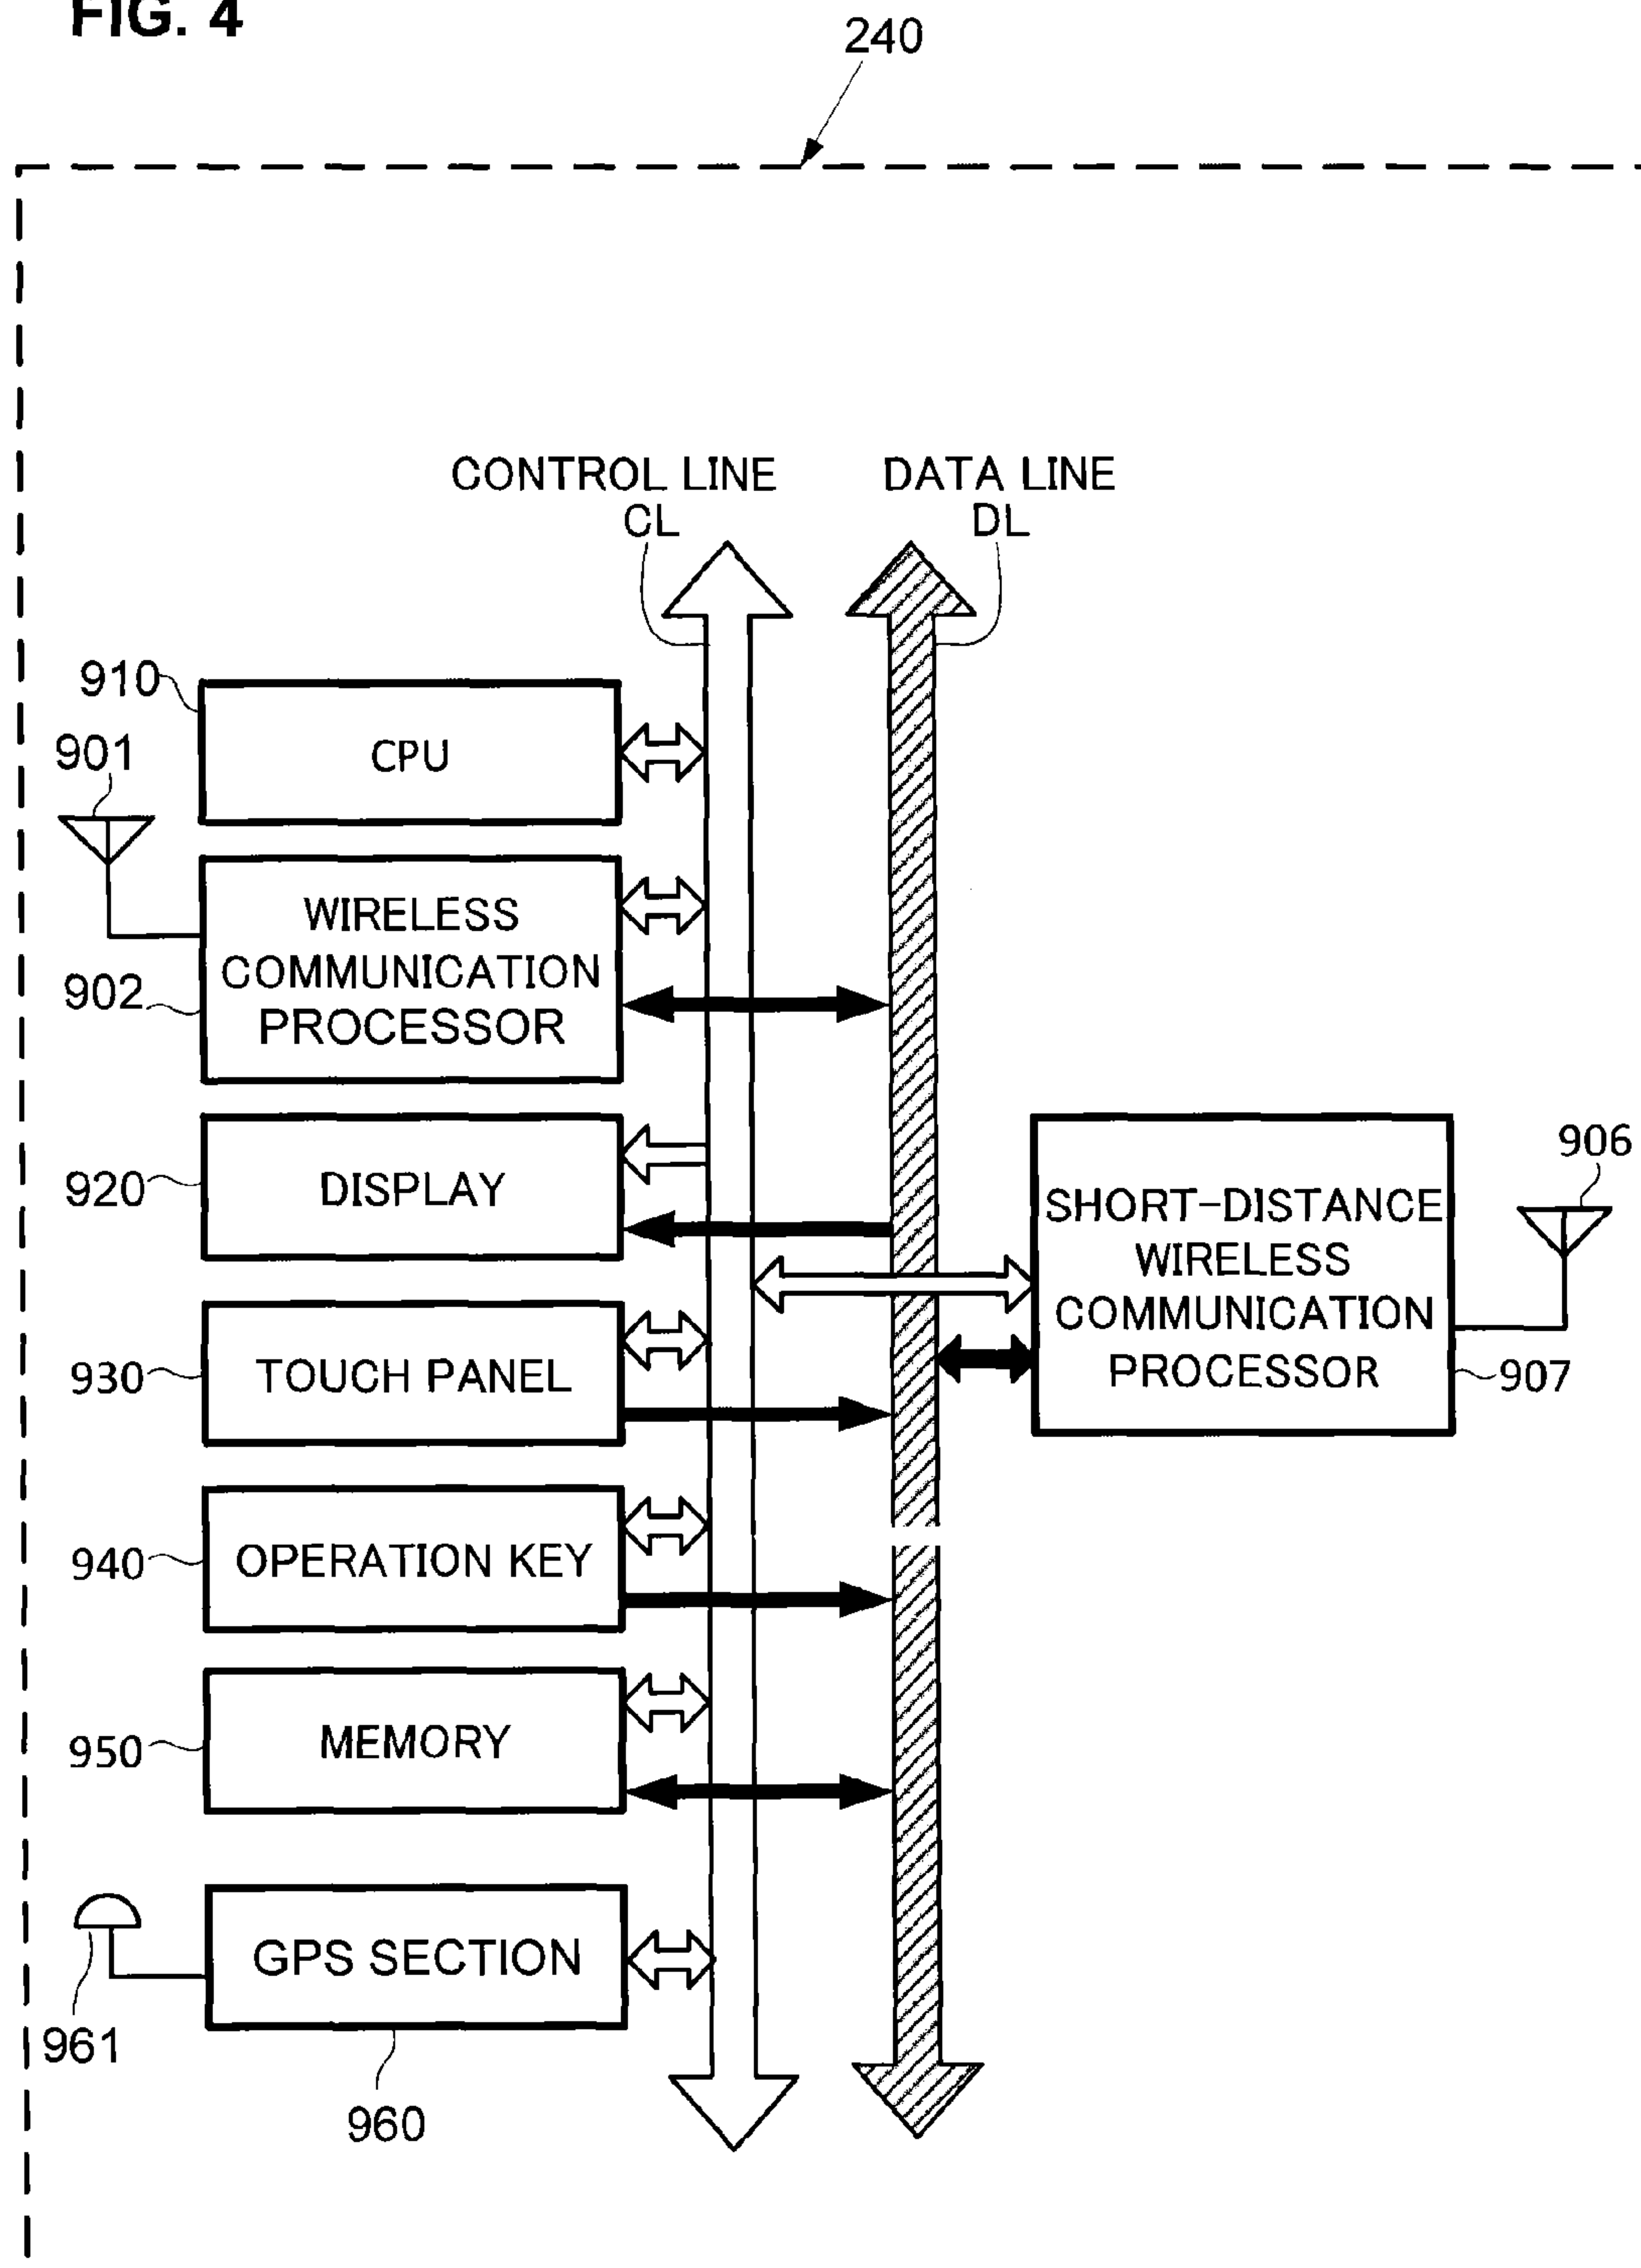 FIG. 4
240
CONTROL LINE
CL
DATA LINE
DL
910
CPU
901
WIRELESS
COMMUNICATION
PROCESSOR
902
920
DISPLAY
906
SHORT-DISTANCE
WIRELESS
COMMUNICATION
PROCESSOR
907
930
TOUCH PANEL
940
OPERATION KEY
950
MEMORY
GPS SECTION
961
960